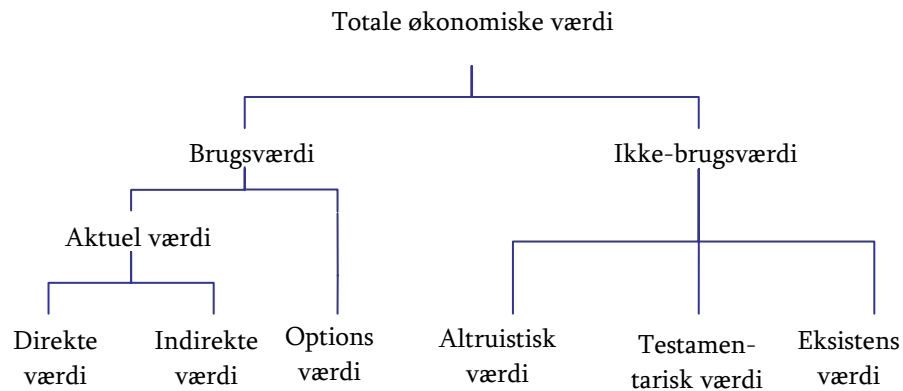 Totale økonomiske værdi
Brugsværdi
Ikke-brugsværdi
Aktuel værdi
Direkte
værdi
Indirekte
værdi
Options
værdi
Altruistisk
værdi
Testamen-
tarisk værdi
Eksistens
værdi